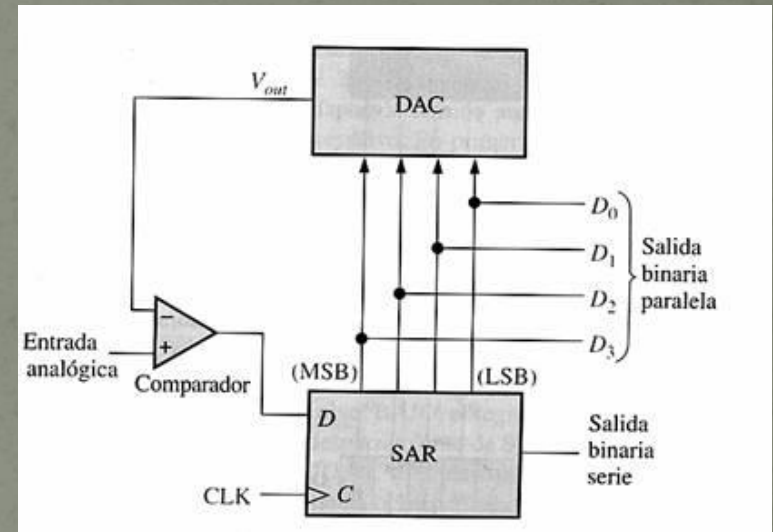 V_out
DAC
D_0
D_1
D_2
D_3
Salida
binaria
paralela
Entrada
analógica
Comparador
(MSB)
(LSB)
D
SAR
CLK
C
Salida
binaria
serie